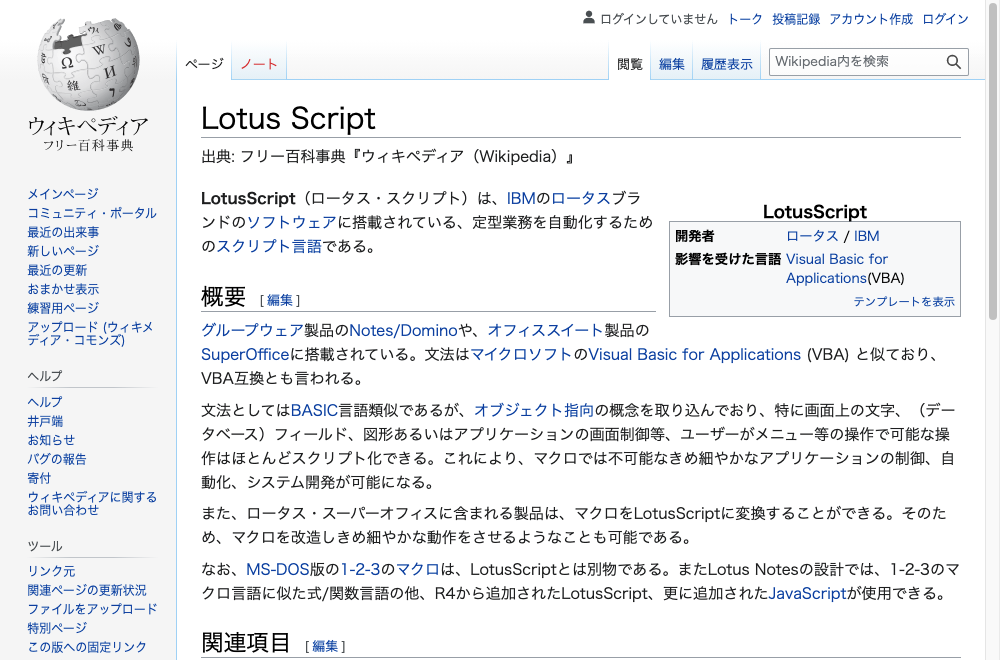 ログインしていません トーク 投稿記録 アカウント作成 ログイン
ページ ノート 閲覧 編集 履歴表示 Wikipedia内を検索
Ω W И 維
ウィキペディア
フリー百科事典
メインページ
コミュニティ・ポータル
最近の出来事
新しいページ
最近の更新
おまかせ表示
練習用ページ
アップロード (ウィキメ
ディア・コモンズ)
ヘルプ
ヘルプ
井戸端
お知らせ
バグの報告
寄付
ウィキペディアに関する
お問い合わせ
ツール
リンク元
関連ページの更新状況
ファイルをアップロード
特別ページ
この版への固定リンク
Lotus Script
出典: フリー百科事典『ウィキペディア（Wikipedia）』
LotusScript（ロータス・スクリプト）は、IBMのロータスブラ
ンドのソフトウェアに搭載されている、定型業務を自動化するため
のスクリプト言語である。
LotusScript
開発者 ロータス / IBM
影響を受けた言語 Visual Basic for
Applications(VBA)
テンプレートを表示
概要 [編集]
グループウェア製品のNotes/Dominoや、オフィススイート製品の
SuperOfficeに搭載されている。文法はマイクロソフトのVisual Basic for Applications (VBA) と似ており、
VBA互換とも言われる。
文法としてはBASIC言語類似であるが、オブジェクト指向の概念を取り込んでおり、特に画面上の文字、（デー
タベース）フィールド、図形あるいはアプリケーションの画面制御等、ユーザーがメニュー等の操作で可能な操
作はほとんどスクリプト化できる。これにより、マクロでは不可能なきめ細やかなアプリケーションの制御、自
動化、システム開発が可能になる。
また、ロータス・スーパーオフィスに含まれる製品は、マクロをLotusScriptに変換することができる。そのた
め、マクロを改造しきめ細やかな動作をさせるようなことも可能である。
なお、MS-DOS版の1-2-3のマクロは、LotusScriptとは別物である。またLotus Notesの設計では、1-2-3のマ
クロ言語に似た式/関数言語の他、R4から追加されたLotusScript、更に追加されたJavaScriptが使用できる。
関連項目 [編集]